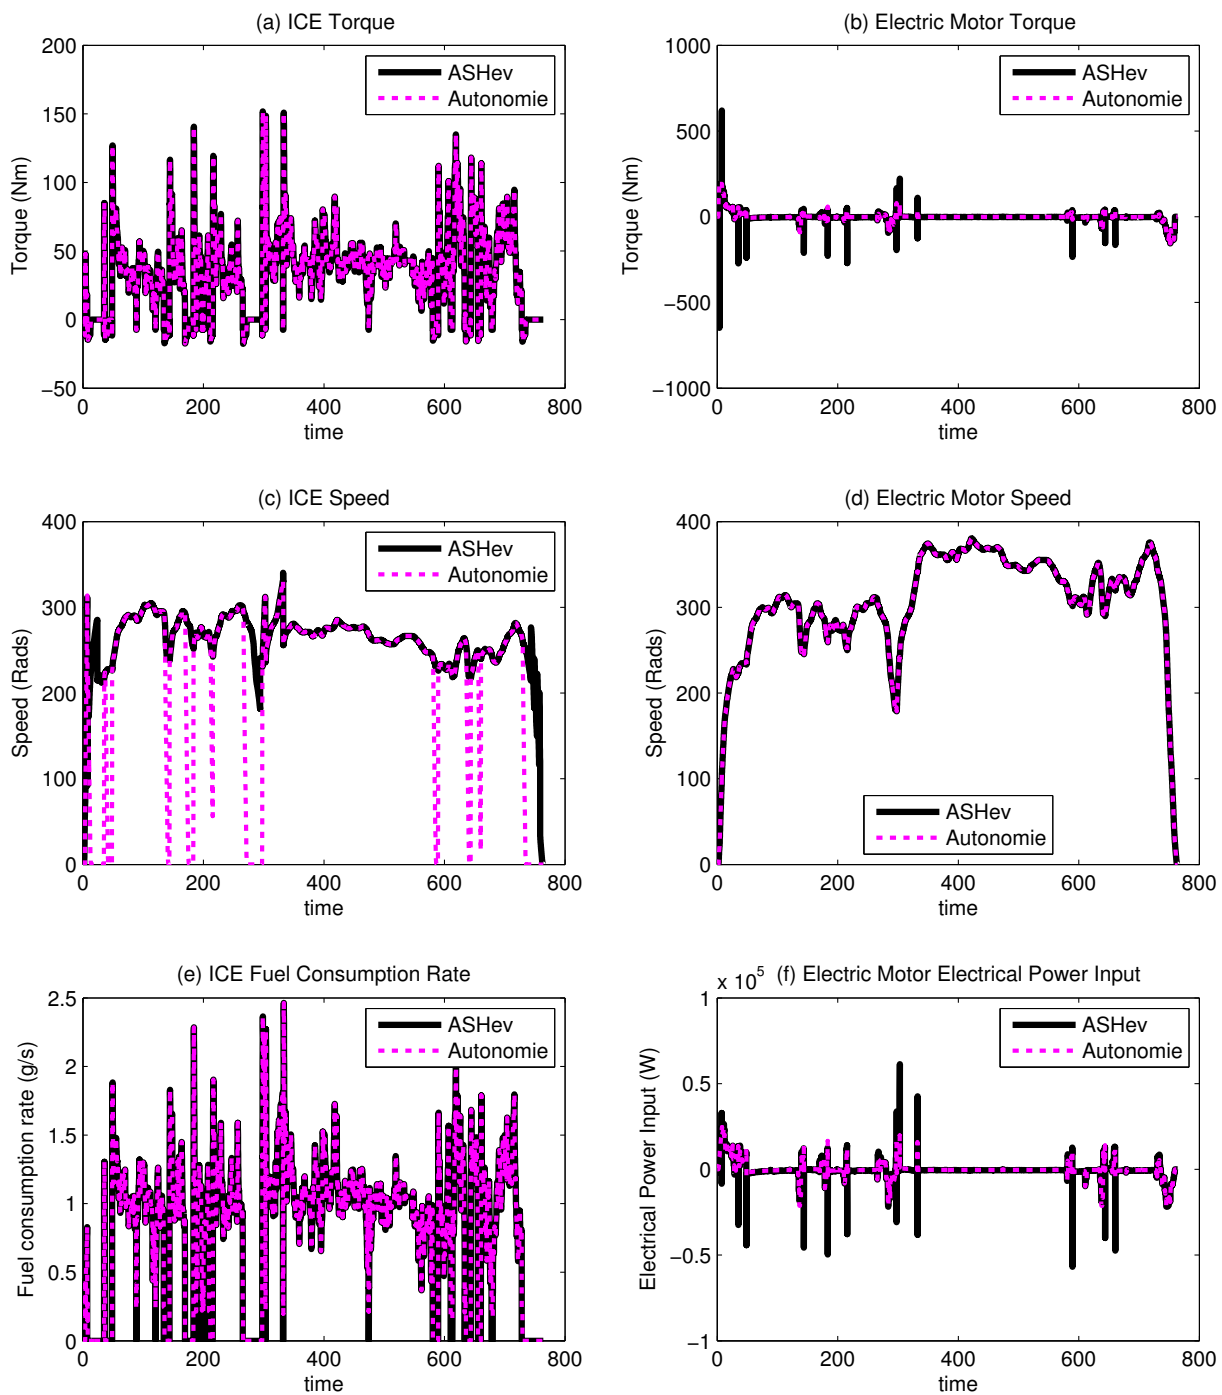 (a) ICE Torque
200
150
100
50
0
−50
Torque (Nm)
0 200 400 600 800
time
ASHev
Autonomie
(b) Electric Motor Torque
1000
500
0
−500
−1000
Torque (Nm)
0 200 400 600 800
time
ASHev
Autonomie
(c) ICE Speed
400
300
200
100
0
Speed (Rads)
0 200 400 600 800
time
ASHev
Autonomie
(d) Electric Motor Speed
400
300
200
100
0
Speed (Rads)
0 200 400 600 800
time
ASHev
Autonomie
(e) ICE Fuel Consumption Rate
2.5
2
1.5
1
0.5
0
Fuel consumption rate (g/s)
0 200 400 600 800
time
ASHev
Autonomie
(f) Electric Motor Electrical Power Input
x 10^5
1
0.5
0
−0.5
−1
Electrical Power Input (W)
0 200 400 600 800
time
ASHev
Autonomie